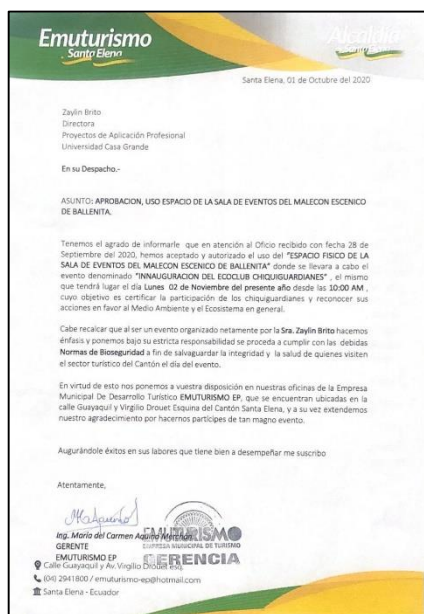 Emuturismo
Santa Elena
Alcaldía
Santa Elena
Santa Elena, 01 de Octubre del 2020
Zaylin Brito
Directora
Proyectos de Aplicación Profesional
Universidad Casa Grande
En su Despacho.-
ASUNTO: APROBACION, USO ESPACIO DE LA SALA DE EVENTOS DEL MALECON ESCENICO
DE BALLENITA.
Tenemos el agrado de informarle que en atención al Oficio recibido con fecha 28 de
Septiembre del 2020, hemos aceptado y autorizado el uso del "ESPACIO FISICO DE LA
SALA DE EVENTOS DEL MALECON ESCENICO DE BALLENITA" donde se llevara a cabo el
evento denominado "INNAUGURACION DEL ECOCLUB CHIQUIGUARDIANES" , el mismo
que tendrá lugar el día Lunes 02 de Noviembre del presente año desde las 10:00 AM ,
cuyo objetivo es certificar la participación de los chiquiguardianes y reconocer sus
acciones en favor al Medio Ambiente y el Ecosistema en general.
Cabe recalcar que al ser un evento organizado netamente por la Sra. Zaylin Brito hacemos
énfasis y ponemos bajo su estricta responsabilidad se proceda a cumplir con las debidas
Normas de Bioseguridad a fin de salvaguardar la integridad y la salud de quienes visiten
el sector turístico del Cantón el día del evento.
En virtud de esto nos ponemos a vuestra disposición en nuestras oficinas de la Empresa
Municipal De Desarrollo Turístico EMUTURISMO EP, que se encuentran ubicadas en la
calle Guayaquil y Virgilio Drouet Esquina del Cantón Santa Elena, y a su vez extendemos
nuestro agradecimiento por hacernos partícipes de tan magno evento.
Augurándole éxitos en sus labores que tiene bien a desempeñar me suscribo
Atentamente,
Ing. María del Carmen Aquino Merchán
GERENTE
EMUTURISMO EP
EMUTURISMO
EMPRESA MUNICIPAL DE TURISMO
GERENCIA
Calle Guayaquil y Av. Virgilio Drouet esq.
(04) 2941800 / emuturismo-ep@hotmail.com
Santa Elena - Ecuador